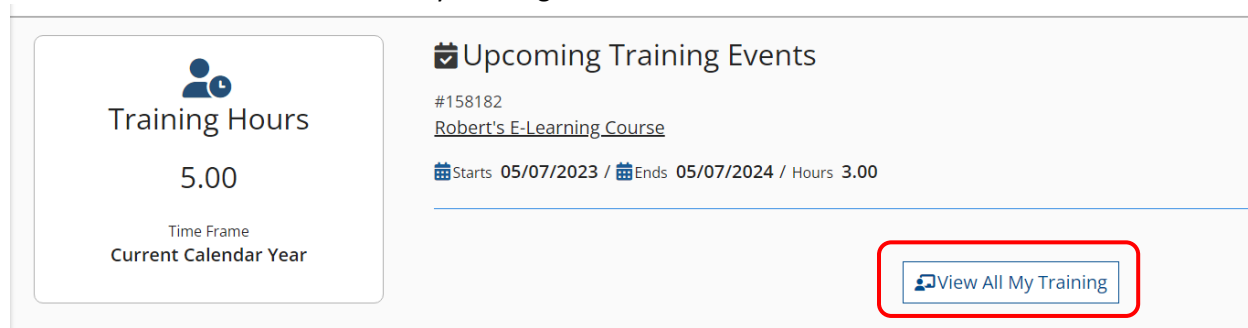 Training Hours
5.00
Time Frame
Current Calendar Year
Upcoming Training Events
#158182
Robert's E-Learning Course
Starts 05/07/2023 / Ends 05/07/2024 / Hours 3.00
View All My Training